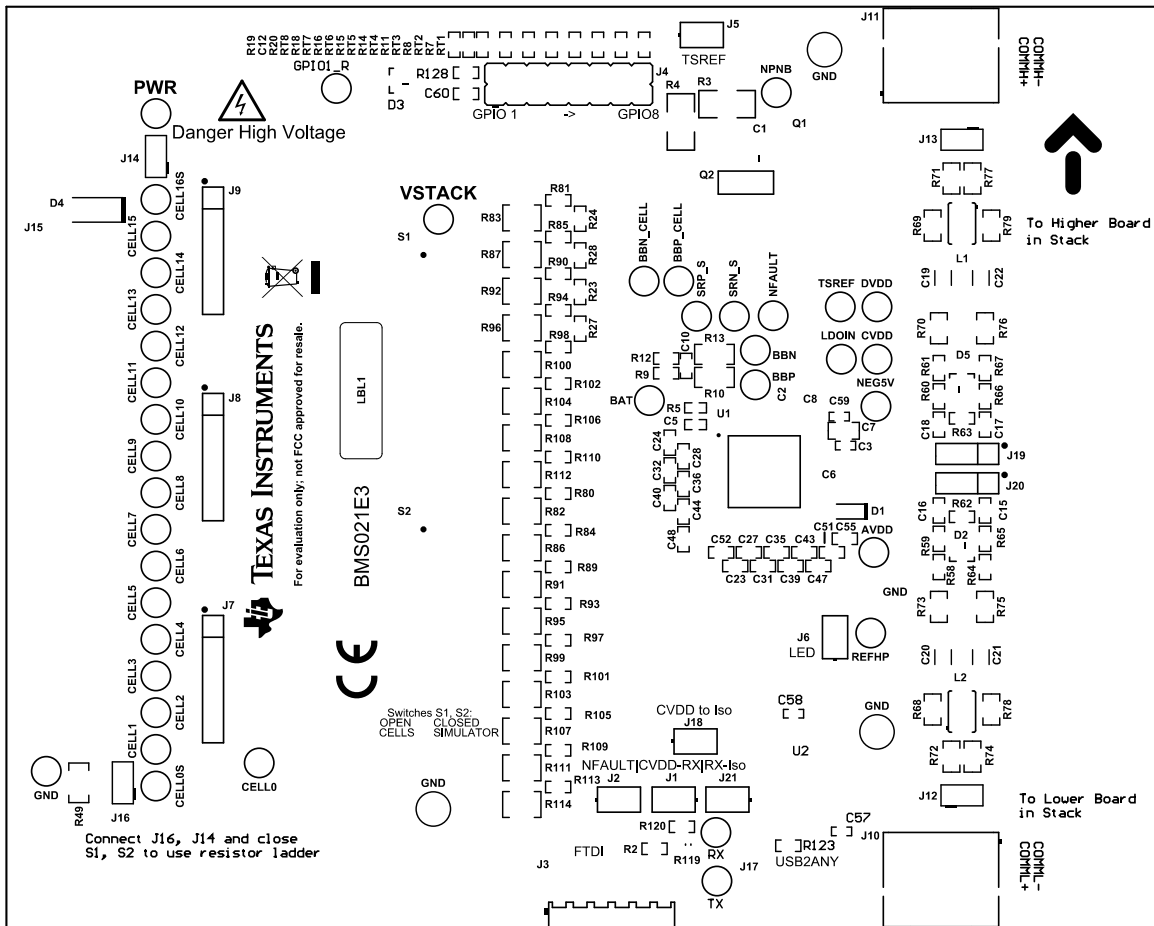 R19
C12
R20
RT8
R18
RT7
R16
RT6
R15
RT5
R14
RT4
R11
RT3
R8
RT2
R7
RT1
GPIO1_R
R128
C60
D3
J4
GPIO 1 -> GPIO8
J5
TSREF
R4
R3
C1
NPNB
Q1
GND
J11
COMMH-
COMMH+
PWR
Danger High Voltage
J14
J13
Q2
R71
R77
D4
J15
J9
CELL16S
CELL15
CELL14
CELL13
CELL12
CELL11
CELL10
CELL9
CELL8
CELL7
CELL6
CELL5
CELL4
CELL3
CELL2
CELL1
CELL0S
VSTACK
S1
R81
R83
R24
R85
R87
R28
R90
R92
R23
R94
R96
R27
R98
R100
R102
R104
R106
R108
R110
R112
R80
R82
R84
R86
R89
R91
R93
R95
R97
R99
R101
R103
R105
R107
R109
R111
R113
R114
BBN_CELL
BBP_CELL
SRP_S
SRN_S
NFAULT
TSREF
DVDD
LDOIN
CVDD
NEG5V
R69
R79
To Higher Board
in Stack
L1
C19
C22
R70
R76
R61
D5
R67
R60
R66
C18
R63
C17
J19
J20
C16
R62
C15
R59
D2
R65
R58
R64
R73
R75
C20
C21
L2
R68
R78
R72
R74
J12
To Lower Board
in Stack
J10
COMML-
COMML+
R12
C10
R13
R9
R10
BBN
BBP
BAT
R5
C5
U1
C2
C8
C59
C7
C3
C24
C28
C32
C36
C40
C44
C48
C6
D1
C51
C55
AVDD
C52
C27
C35
C43
C23
C31
C39
C47
GND
J6
LED
REFHP
J8
J7
TEXAS INSTRUMENTS
For evaluation only; not FCC approved for resale.
LBL1
BMS021E3
S2
CE
Switches S1, S2:
OPEN CLOSED
CELLS SIMULATOR
CVDD to Iso
J18
C58
GND
U2
NFAULT|CVDD-RX|RX-Iso
J2
J1
J21
GND
R49
J16
CELL0
GND
Connect J16, J14 and close
S1, S2 to use resistor ladder
R120
R2
R119
RX
J17
TX
C57
R123
USB2ANY
FTDI
J3